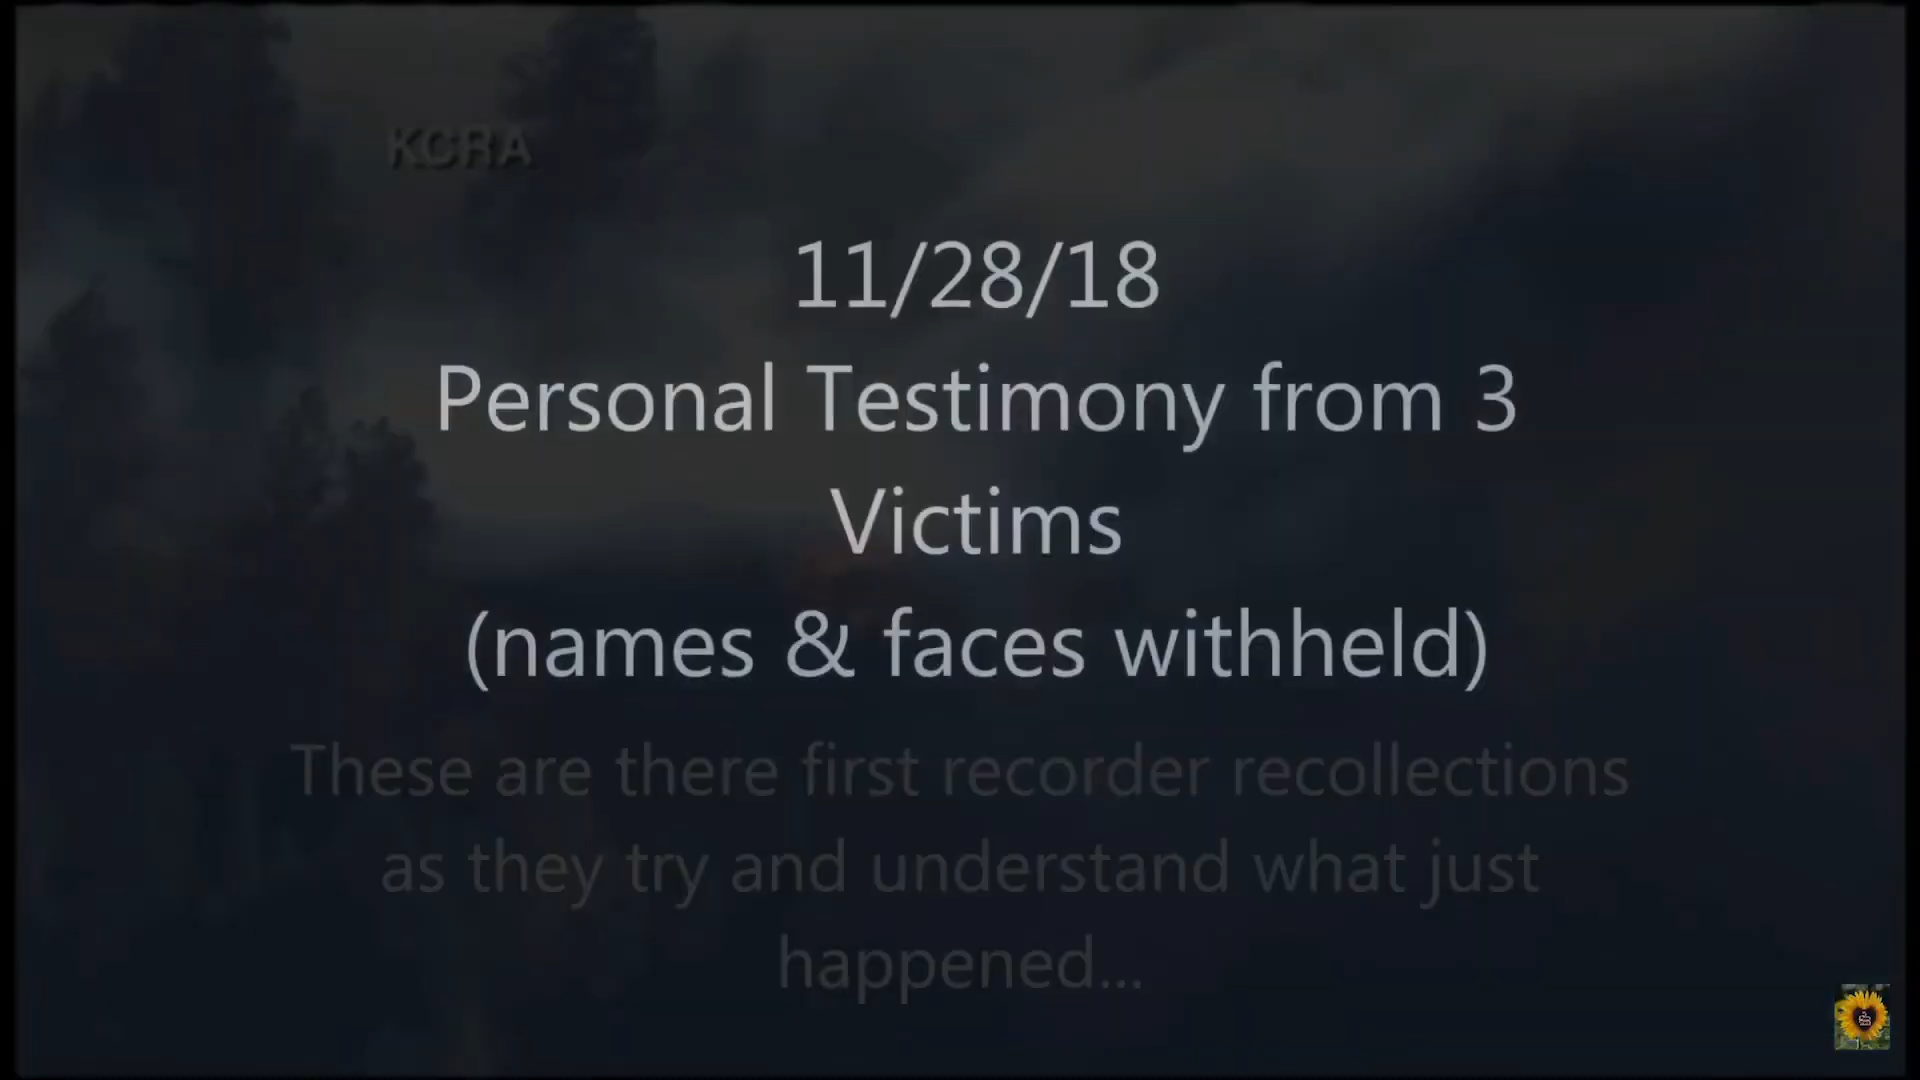 KCRA
11/28/18
Personal Testimony from 3
Victims
(names & faces withheld)
These are there first recorder recollections
as they try and understand what just
happened...